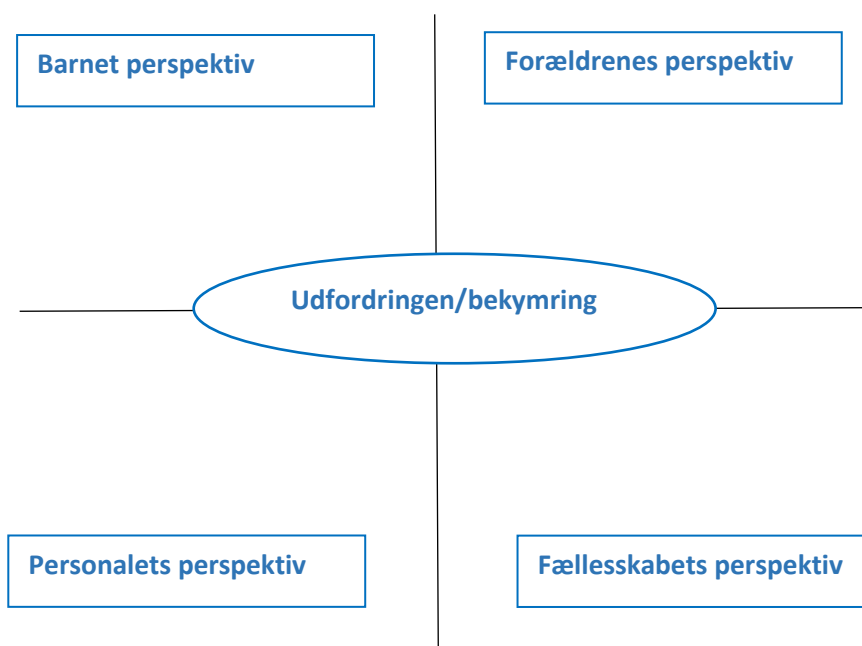 Barnet perspektiv
Forældrenes perspektiv
Udfordringen/bekymring
Personalets perspektiv
Fællesskabets perspektiv